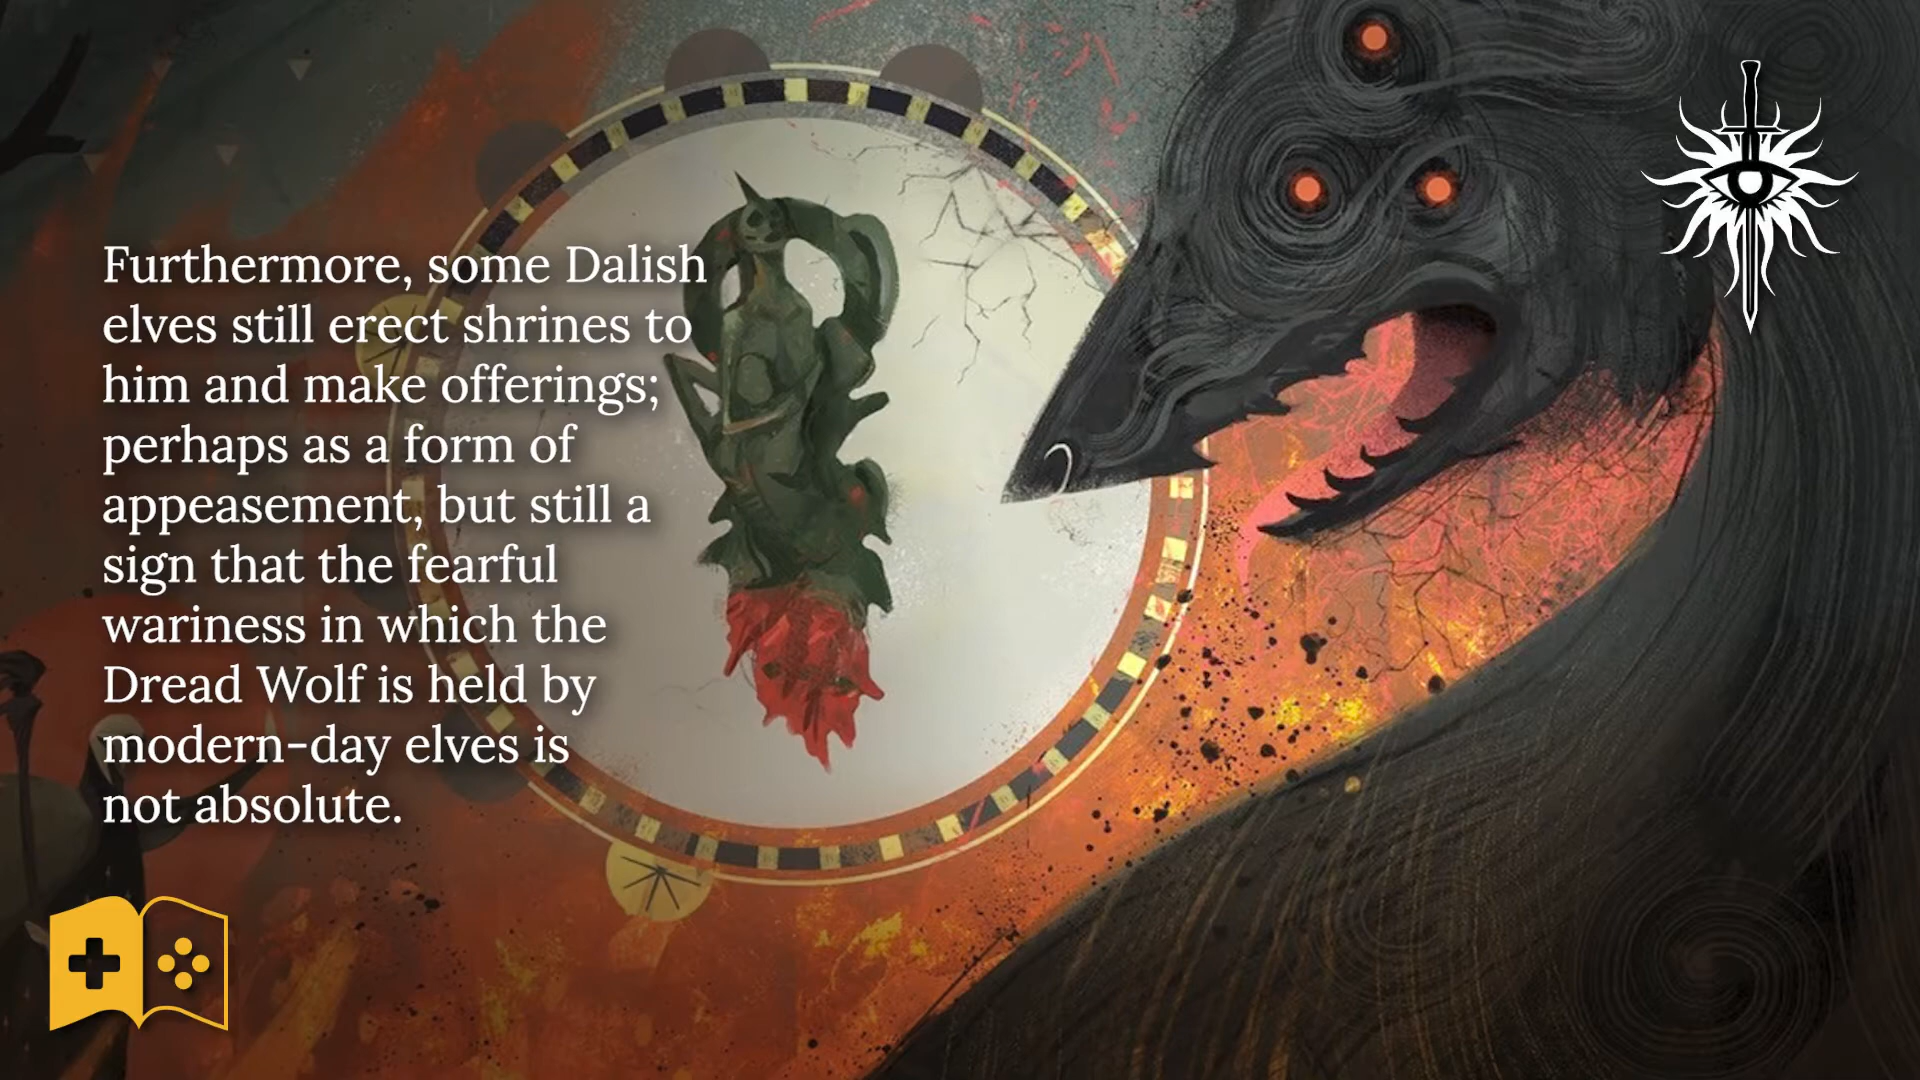 Furthermore, some Dalish
elves still erect shrines to
him and make offerings;
perhaps as a form of
appeasement, but still a
sign that the fearful
wariness in which the
Dread Wolf is held by
modern-day elves is
not absolute.